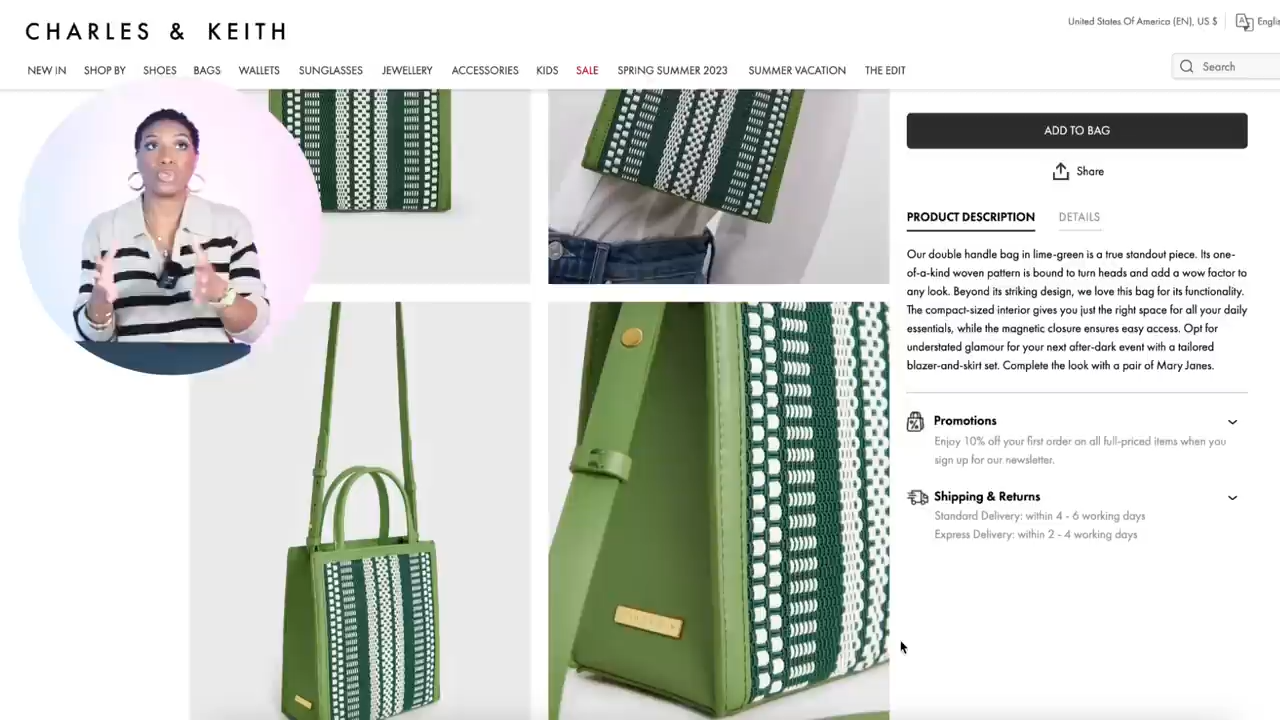 CHARLES & KEITH
United States Of America (EN), US $
NEW IN SHOP BY SHOES BAGS WALLETS SUNGLASSES JEWELLERY ACCESSORIES KIDS SALE SPRING SUMMER 2023 SUMMER VACATION THE EDIT
Search
ADD TO BAG
Share
PRODUCT DESCRIPTION DETAILS
Our double handle bag in lime-green is a true standout piece. Its one-
of-a-kind woven pattern is bound to turn heads and add a wow factor to
any look. Beyond its striking design, we love this bag for its functionality.
The compact-sized interior gives you just the right space for all your daily
essentials, while the magnetic closure ensures easy access. Opt for
understated glamour for your next after-dark event with a tailored
blazer-and-skirt set. Complete the look with a pair of Mary Janes.
Promotions
Enjoy 10% off your first order on all full-priced items when you
sign up for our newsletter.
Shipping & Returns
Standard Delivery: within 4 - 6 working days
Express Delivery: within 2 - 4 working days